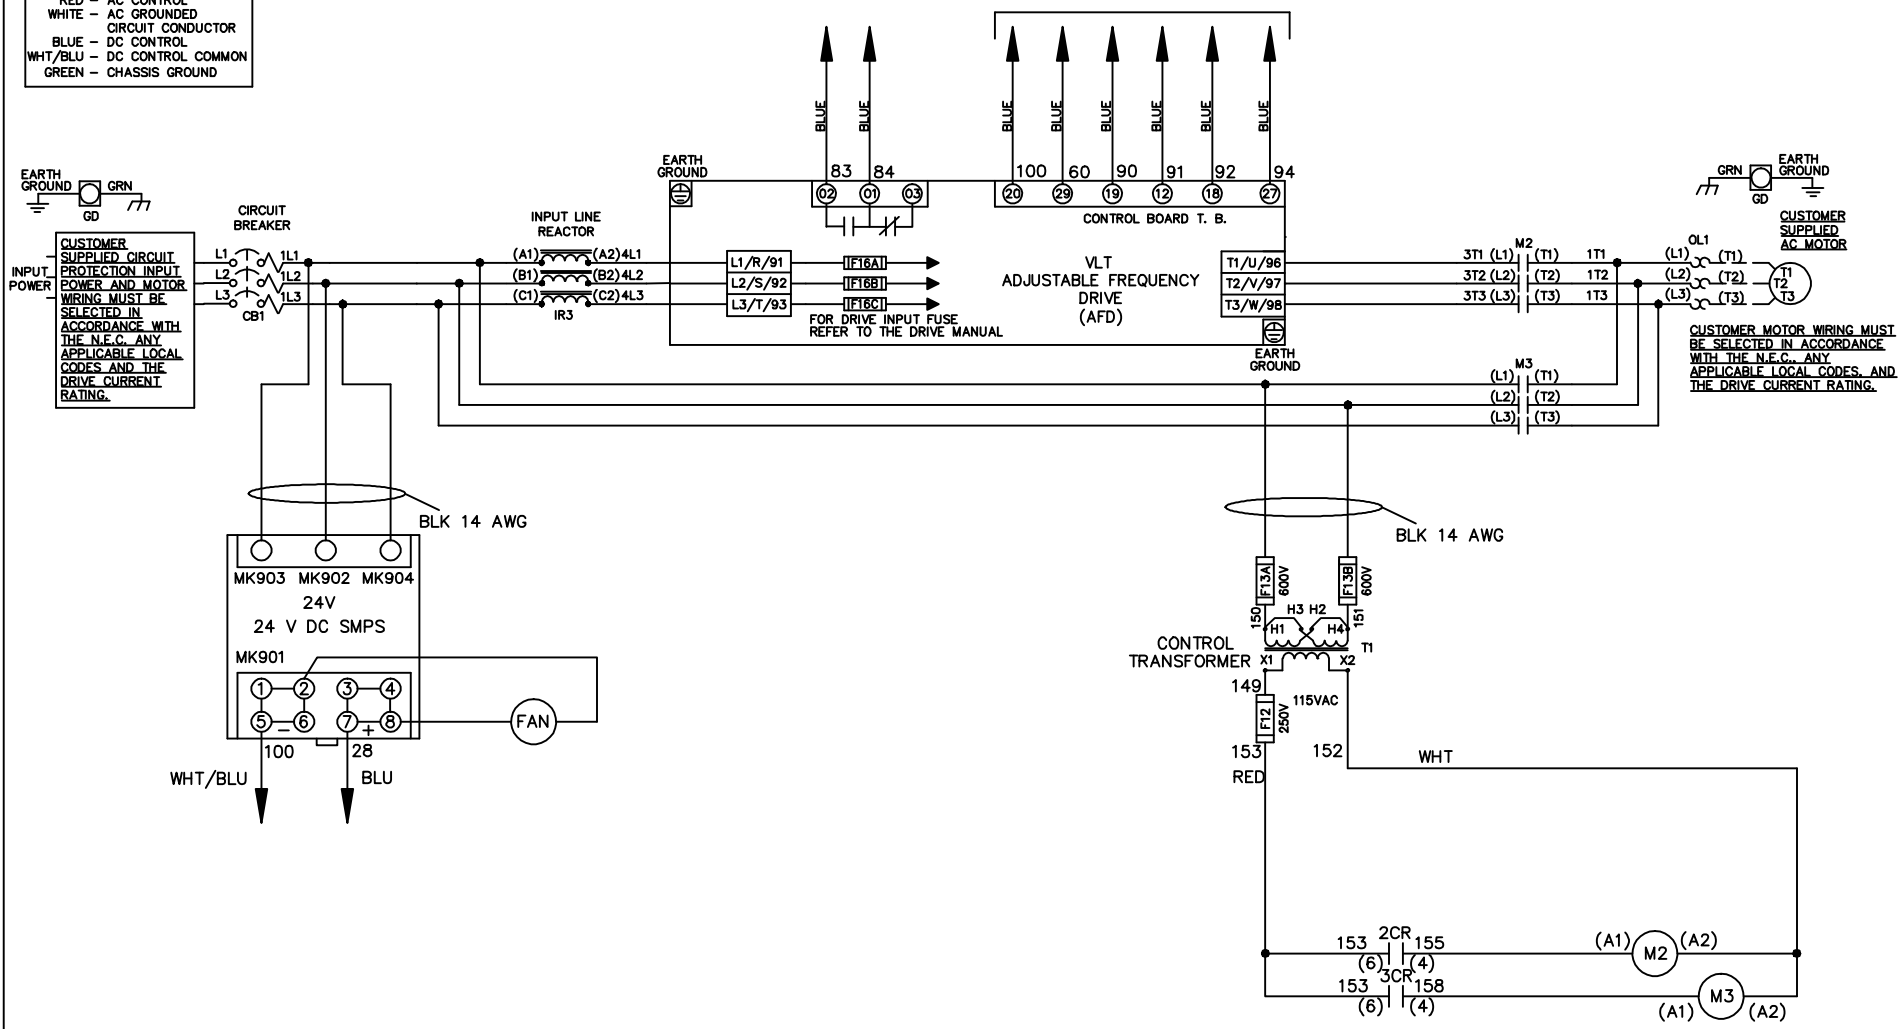 RED – AC CONTROL
WHITE – AC GROUNDED
CIRCUIT CONDUCTOR
BLUE – DC CONTROL
WHT/BLU – DC CONTROL COMMON
GREEN – CHASSIS GROUND
BLUE
BLUE
BLUE
BLUE
BLUE
BLUE
BLUE
BLUE
EARTH
GROUND
GRN
GD
CIRCUIT
BREAKER
INPUT
POWER
CUSTOMER
SUPPLIED CIRCUIT
PROTECTION INPUT
POWER AND MOTOR
WIRING MUST BE
SELECTED IN
ACCORDANCE WITH
THE N.E.C. ANY
APPLICABLE LOCAL
CODES AND THE
DRIVE CURRENT
RATING.
L1
L2
L3
1L1
1L2
1L3
CB1
INPUT LINE
REACTOR
(A1) (A2)4L1
(B1) (B2)4L2
(C1) (C2)4L3
IR3
EARTH
GROUND
83 84
02 01 03
100 60 90 91 92 94
20 29 19 12 18 27
CONTROL BOARD T. B.
L1/R/91
L2/S/92
L3/T/93
F16A
F16B
F16C
FOR DRIVE INPUT FUSE
REFER TO THE DRIVE MANUAL
VLT
ADJUSTABLE FREQUENCY
DRIVE
(AFD)
T1/U/96
T2/V/97
T3/W/98
EARTH
GROUND
M2
3T1 (L1) (T1) 1T1
3T2 (L2) (T2) 1T2
3T3 (L3) (T3) 1T3
OL1
(L1) (T1)
(L2) (T2)
(L3) (T3)
T1
T2
T3
GRN
GD
EARTH
GROUND
CUSTOMER
SUPPLIED
AC MOTOR
CUSTOMER MOTOR WIRING MUST
BE SELECTED IN ACCORDANCE
WITH THE N.E.C., ANY
APPLICABLE LOCAL CODES, AND
THE DRIVE CURRENT RATING.
M3
(L1) (T1)
(L2) (T2)
(L3) (T3)
BLK 14 AWG
BLK 14 AWG
MK903 MK902 MK904
24V
24 V DC SMPS
MK901
1 2 3 4
5 6 7 8
– +
FAN
100 28
WHT/BLU BLU
F13A
600V
F13B
600V
150 151
H3 H2
H1 H4
T1
CONTROL
TRANSFORMER
X1 X2
149
115VAC
F12
250V
153 152
RED
WHT
2CR
153 155
(6) (4)
(A1) M2 (A2)
3CR
153 158
(6) (4)
(A1) M3 (A2)